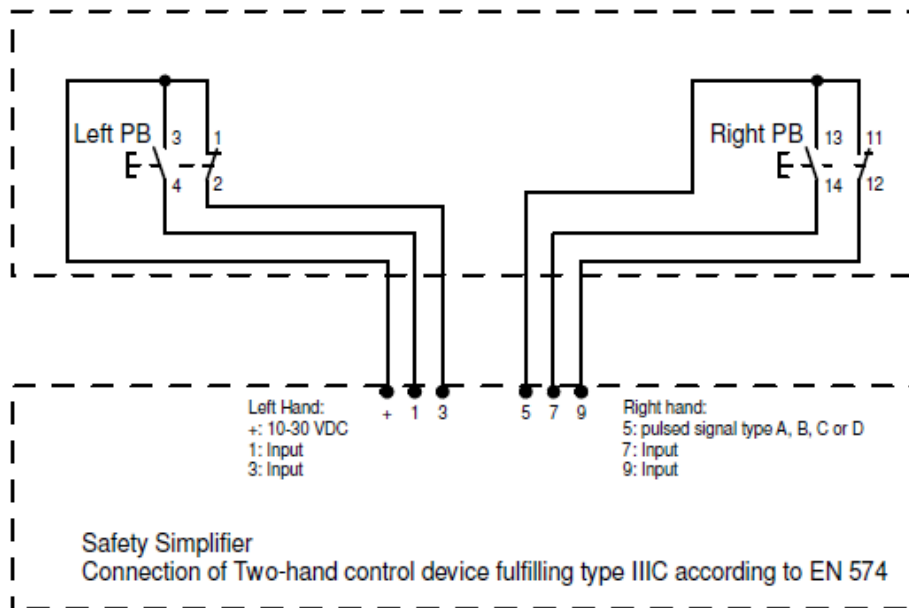 Left PB
3
1
4
2
Right PB
13
11
14
12
+
1
3
5
7
9
Left Hand:
+: 10-30 VDC
1: Input
3: Input
Right hand:
5: pulsed signal type A, B, C or D
7: Input
9: Input
Safety Simplifier
Connection of Two-hand control device fulfilling type IIIC according to EN 574